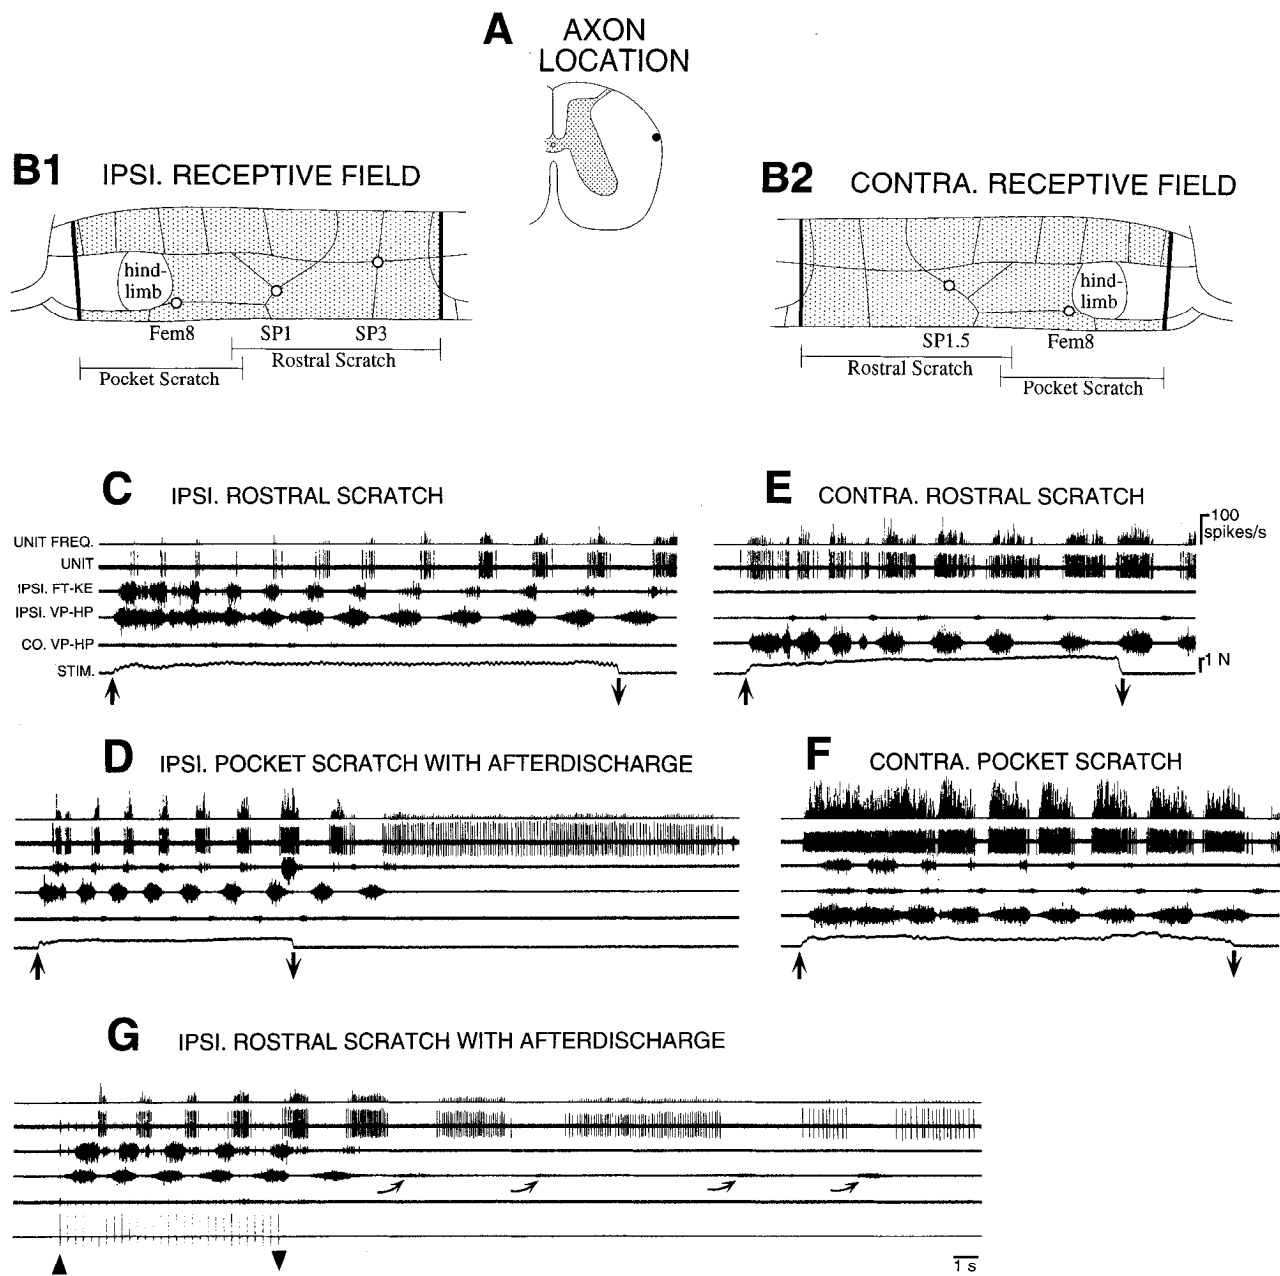 A AXON
LOCATION
B1 IPSI. RECEPTIVE FIELD
hind-
limb
Fem8 SP1 SP3
Rostral Scratch
Pocket Scratch
B2 CONTRA. RECEPTIVE FIELD
hind-
limb
SP1.5 Fem8
Rostral Scratch
Pocket Scratch
C IPSI. ROSTRAL SCRATCH
UNIT FREQ.
UNIT
IPSI. FT-KE
IPSI. VP-HP
CO. VP-HP
STIM.
E CONTRA. ROSTRAL SCRATCH
100
spikes/s
1 N
D IPSI. POCKET SCRATCH WITH AFTERDISCHARGE
F CONTRA. POCKET SCRATCH
G IPSI. ROSTRAL SCRATCH WITH AFTERDISCHARGE
1 s